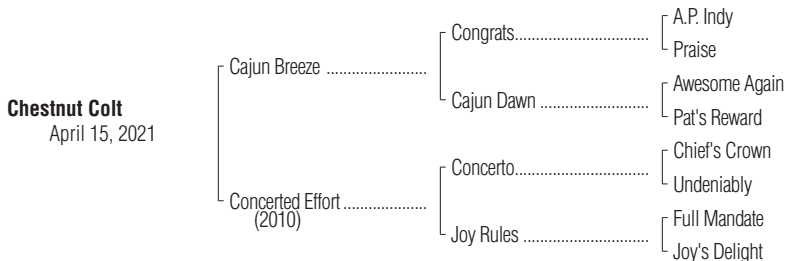 Chestnut Colt
April 15, 2021
Cajun Breeze ........................
Concerted Effort ....................
(2010)
Congrats................................
Cajun Dawn ..........................
Concerto................................
Joy Rules ..............................
A.P. Indy
Praise
Awesome Again
Pat's Reward
Chief's Crown
Undeniably
Full Mandate
Joy's Delight